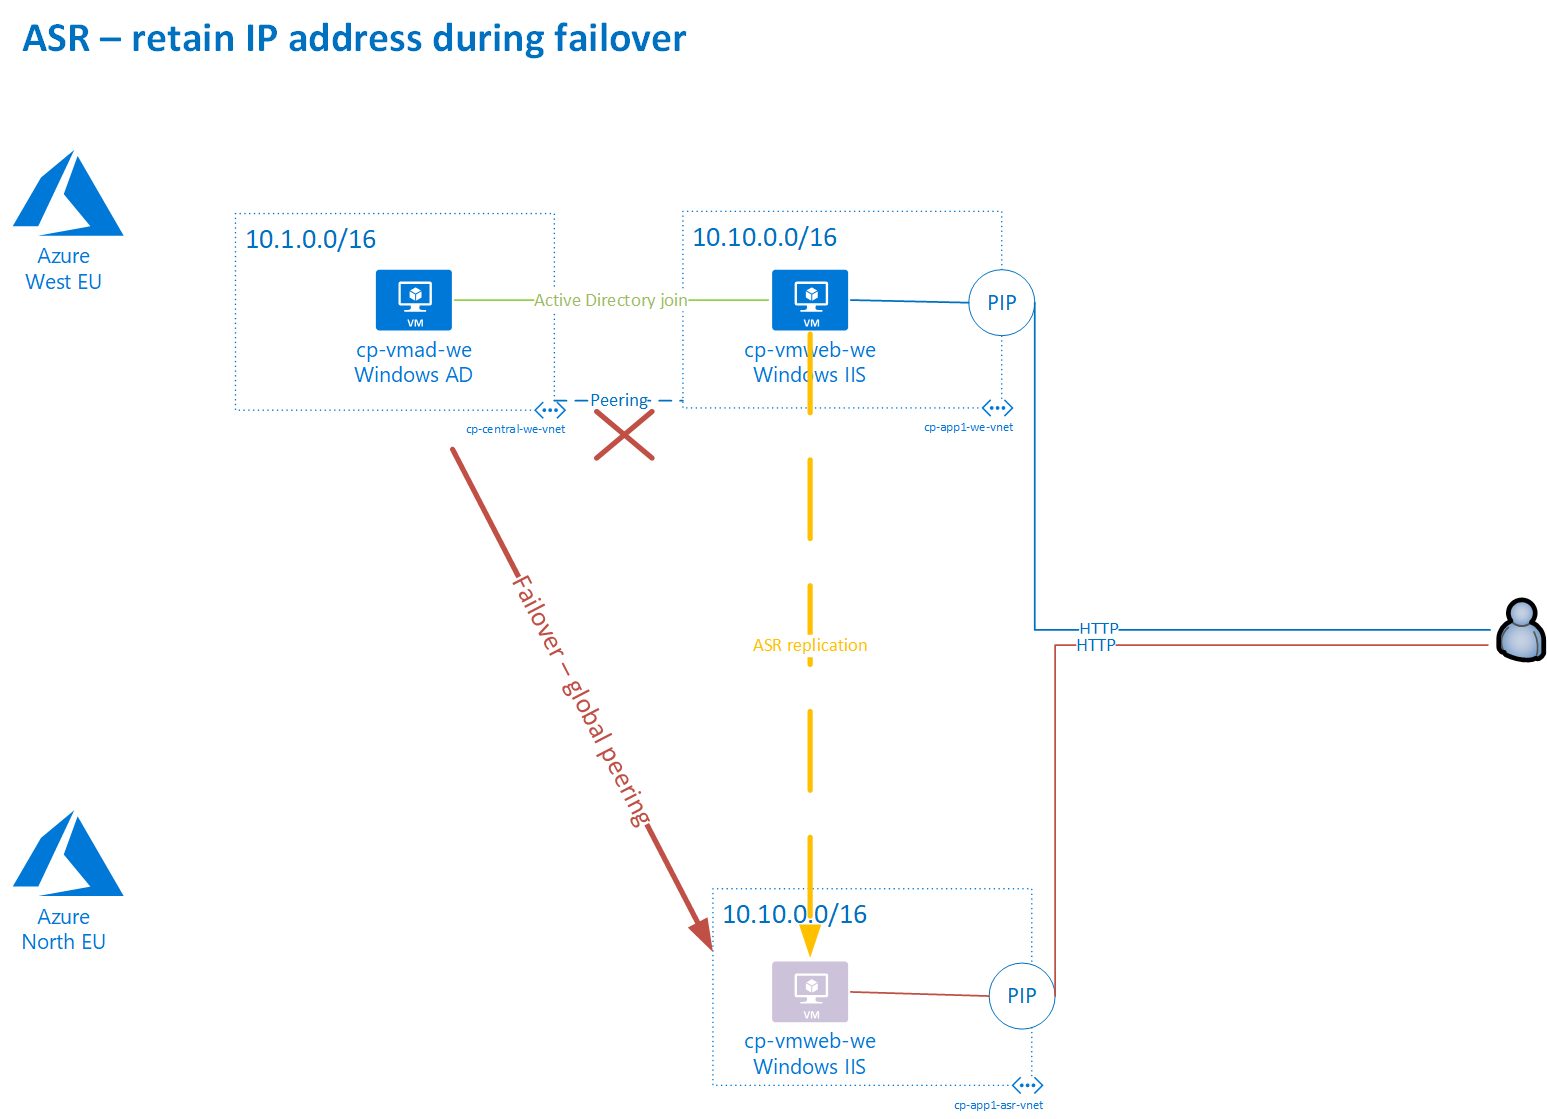 ASR – retain IP address during failover
Azure
West EU
10.1.0.0/16
VM
cp-vmad-we
Windows AD
cp-central-we-vnet
Active Directory join
Peering
10.10.0.0/16
VM
cp-vmweb-we
Windows IIS
cp-app1-we-vnet
PIP
HTTP
HTTP
ASR replication
Failover – global peering
Azure
North EU
10.10.0.0/16
VM
cp-vmweb-we
Windows IIS
PIP
cp-app1-asr-vnet